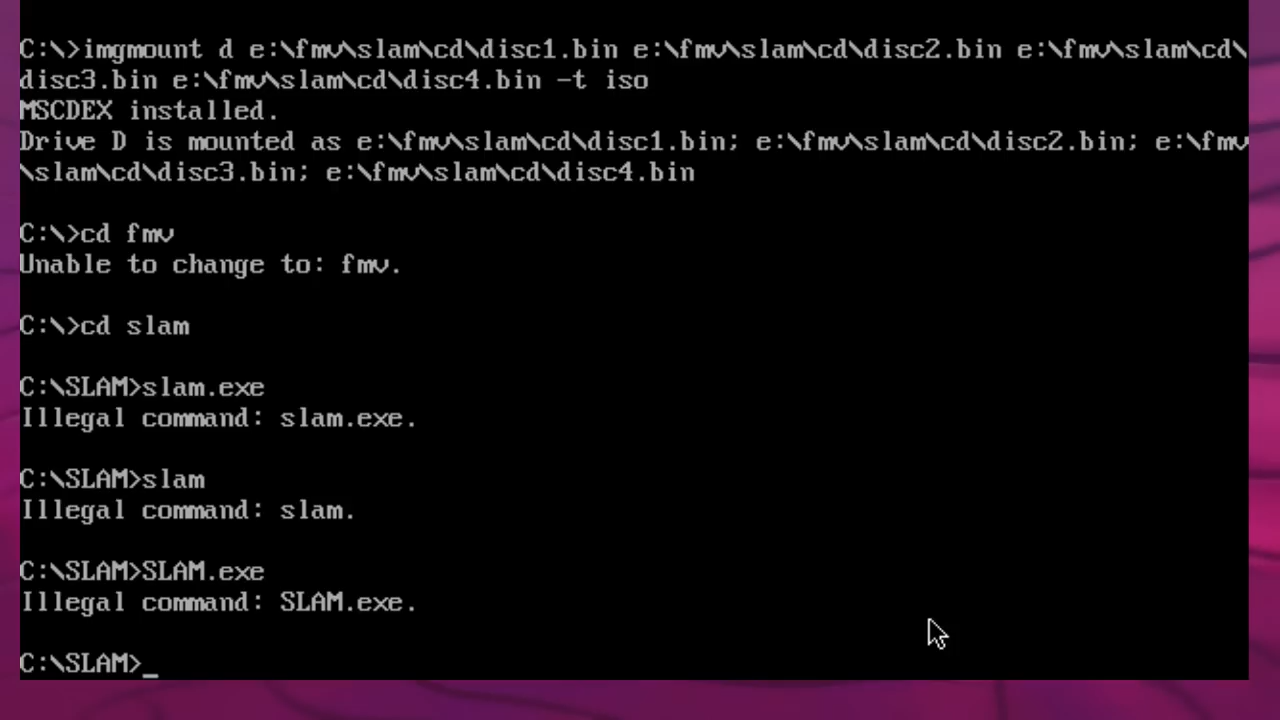 C:\>imgmount d e:\fmv\slam\cd\disc1.bin e:\fmv\slam\cd\disc2.bin e:\fmv\slam\cd\
disc3.bin e:\fmv\slam\cd\disc4.bin -t iso
MSCDEX installed.
Drive D is mounted as e:\fmv\slam\cd\disc1.bin; e:\fmv\slam\cd\disc2.bin; e:\fmv
\slam\cd\disc3.bin; e:\fmv\slam\cd\disc4.bin
C:\>cd fmv
Unable to change to: fmv.
C:\>cd slam
C:\SLAM>slam.exe
Illegal command: slam.exe.
C:\SLAM>slam
Illegal command: slam.
C:\SLAM>SLAM.exe
Illegal command: SLAM.exe.
C:\SLAM>_